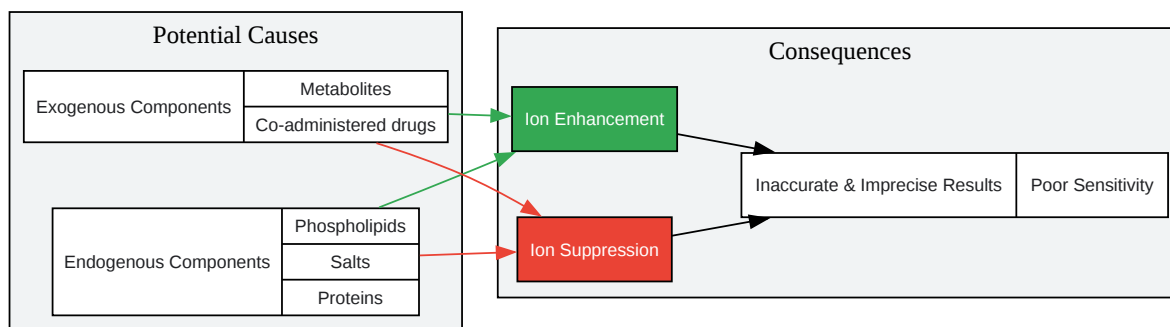 Potential Causes
Exogenous Components
Metabolites
Co-administered drugs
Endogenous Components
Phospholipids
Salts
Proteins
Consequences
Ion Enhancement
Ion Suppression
Inaccurate & Imprecise Results
Poor Sensitivity